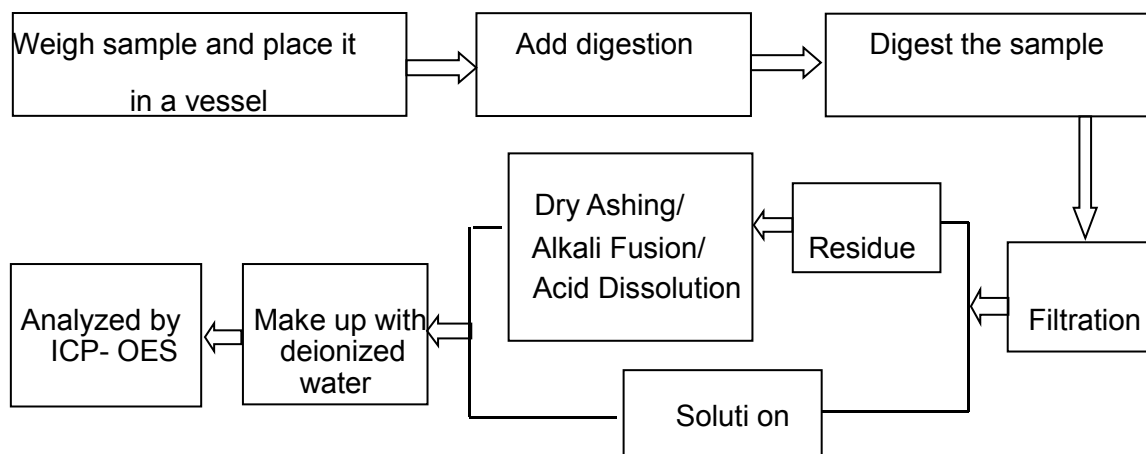 Weigh sample and place it
in a vessel
Add digestion
Digest the sample
Dry Ashing/
Alkali Fusion/
Acid Dissolution
Residue
Filtration
Analyzed by
ICP- OES
Make up with
deionized
water
Soluti on